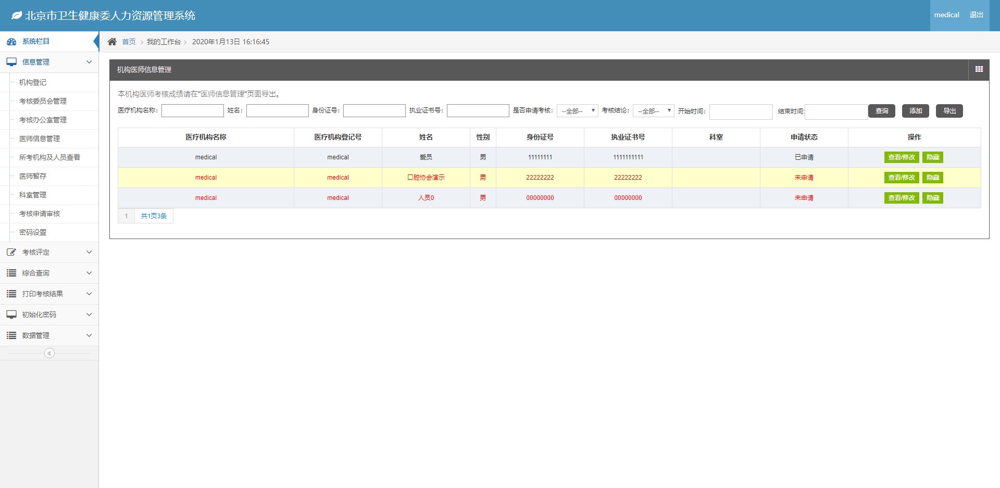 北京市卫生健康委人力资源管理系统
medical 退出
系统栏目
首页 > 我的工作台 > 2020年1月13日 16:16:45
信息管理
机构登记
考核委员会管理
考核办公室管理
医师信息管理
所考机构及人员查看
医师暂存
科室管理
考核申请审核
密码设置
考核评定
综合查询
打印考核结果
初始化密码
数据管理
机构医师信息管理
本机构医师考核成绩请在"医师信息管理"页面导出。
医疗机构名称: 姓名: 身份证号: 执业证书号: 是否申请考核: --全部-- 考核结论: --全部-- 开始时间: 结束时间: 查询 添加 导出
医疗机构名称 医疗机构登记号 姓名 性别 身份证号 执业证书号 科室 申请状态 操作
medical medical 爱员 男 11111111 1111111111 已申请 查看/修改 隐藏
medical medical 口腔协会演示 男 22222222 22222222 未申请 查看/修改 隐藏
medical medical 人员0 男 00000000 00000000 未申请 查看/修改 隐藏
1 共1页3条